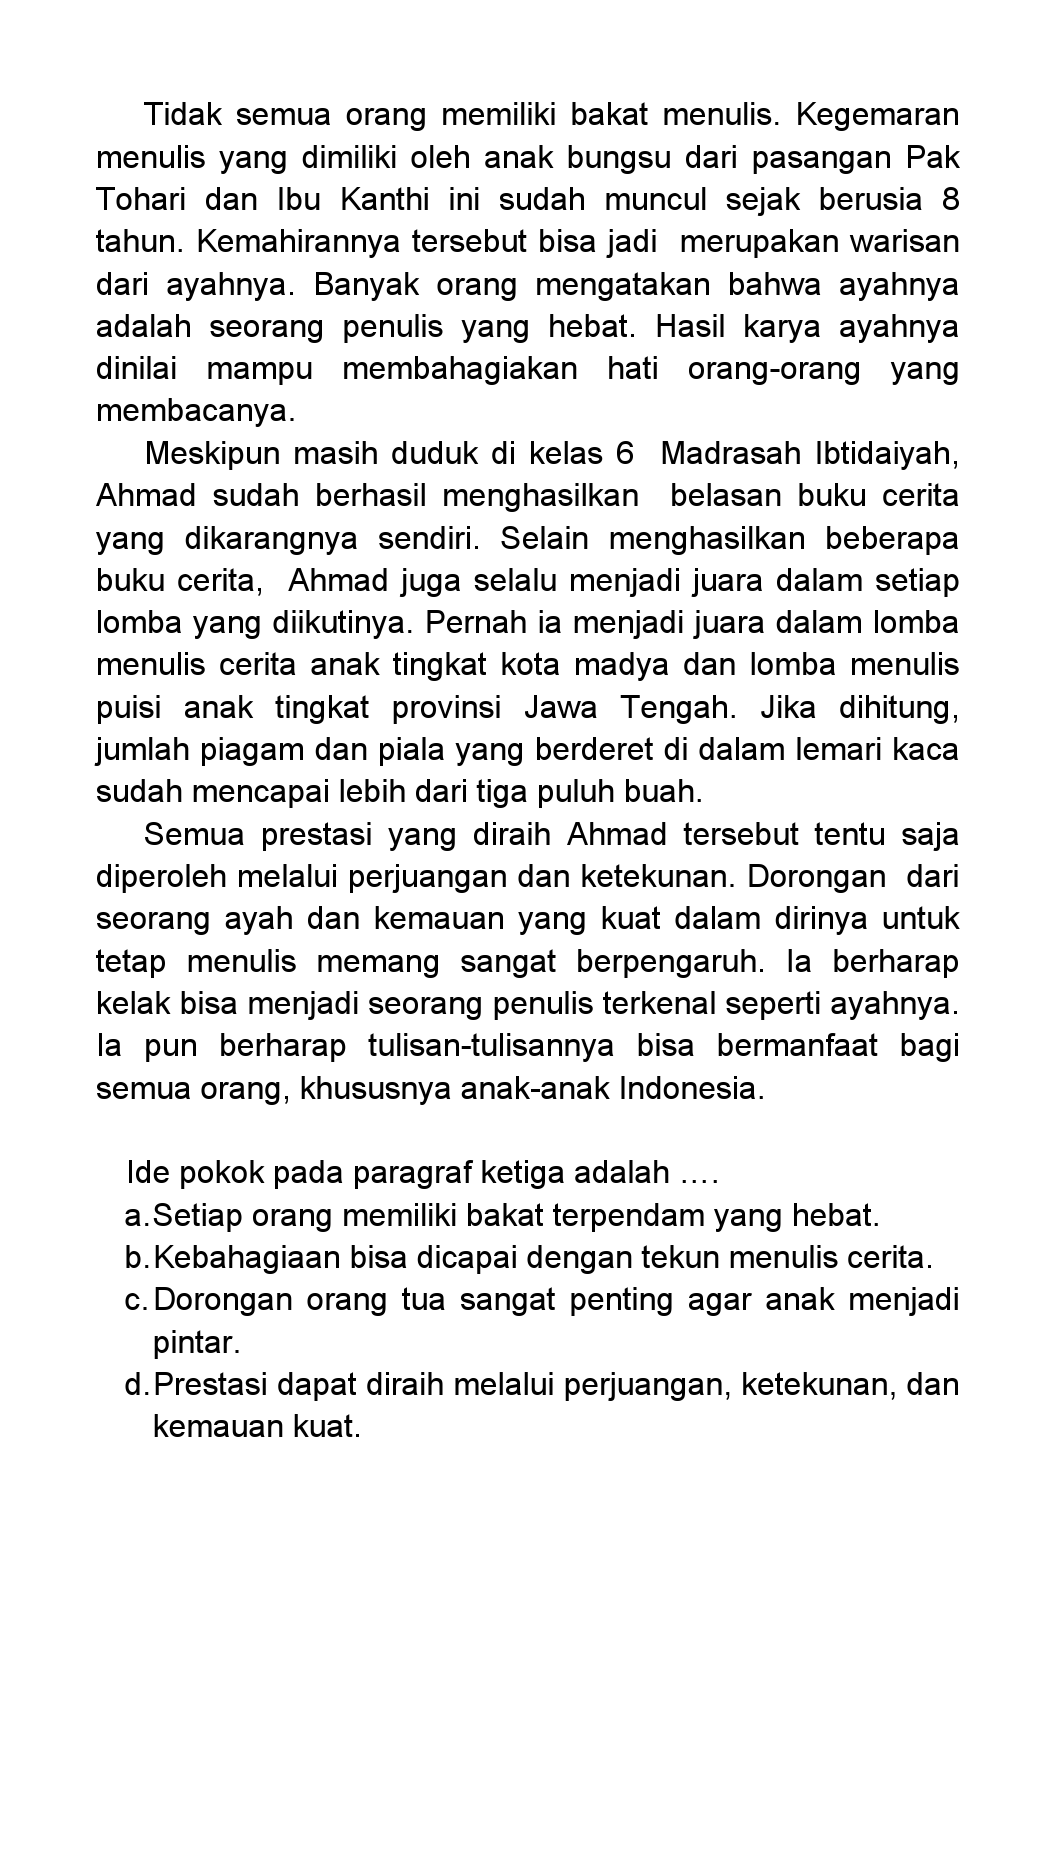 Tidak semua orang memiliki bakat menulis. Kegemaran
menulis yang dimiliki oleh anak bungsu dari pasangan Pak
Tohari dan Ibu Kanthi ini sudah muncul sejak berusia 8
tahun. Kemahirannya tersebut bisa jadi  merupakan warisan
dari ayahnya. Banyak orang mengatakan bahwa ayahnya
adalah seorang penulis yang hebat. Hasil karya ayahnya
dinilai mampu membahagiakan hati orang-orang yang
membacanya.
Meskipun masih duduk di kelas 6  Madrasah Ibtidaiyah,
Ahmad sudah berhasil menghasilkan  belasan buku cerita
yang dikarangnya sendiri. Selain menghasilkan beberapa
buku cerita,  Ahmad juga selalu menjadi juara dalam setiap
lomba yang diikutinya. Pernah ia menjadi juara dalam lomba
menulis cerita anak tingkat kota madya dan lomba menulis
puisi anak tingkat provinsi Jawa Tengah. Jika dihitung,
jumlah piagam dan piala yang berderet di dalam lemari kaca
sudah mencapai lebih dari tiga puluh buah.
Semua prestasi yang diraih Ahmad tersebut tentu saja
diperoleh melalui perjuangan dan ketekunan. Dorongan  dari
seorang ayah dan kemauan yang kuat dalam dirinya untuk
tetap menulis memang sangat berpengaruh. Ia berharap
kelak bisa menjadi seorang penulis terkenal seperti ayahnya.
Ia pun berharap tulisan-tulisannya bisa bermanfaat bagi
semua orang, khususnya anak-anak Indonesia.
Ide pokok pada paragraf ketiga adalah ….
a. Setiap orang memiliki bakat terpendam yang hebat.
b. Kebahagiaan bisa dicapai dengan tekun menulis cerita.
c. Dorongan orang tua sangat penting agar anak menjadi
pintar.
d. Prestasi dapat diraih melalui perjuangan, ketekunan, dan
kemauan kuat.